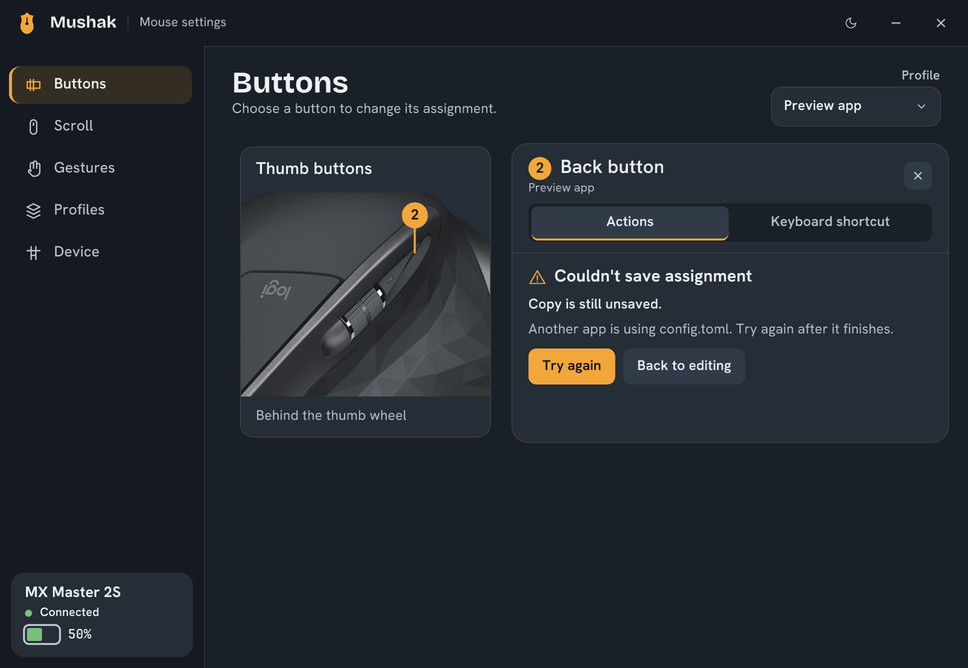 Mushak
Mouse settings
Buttons
Scroll
Gestures
Profiles
Device
MX Master 2S
Connected
50%
Buttons
Choose a button to change its assignment.
Profile
Preview app
Thumb buttons
2
logi
Behind the thumb wheel
2 Back button
Preview app
Actions
Keyboard shortcut
Couldn't save assignment
Copy is still unsaved.
Another app is using config.toml. Try again after it finishes.
Try again
Back to editing